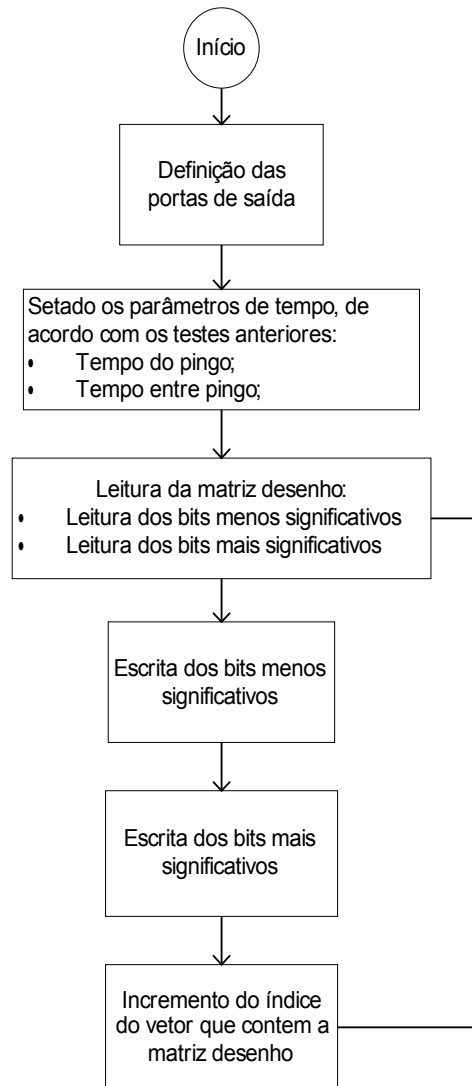 Início
Definição das
portas de saída
Setado os parâmetros de tempo, de
acordo com os testes anteriores:
• Tempo do pingo;
• Tempo entre pingo;
Leitura da matriz desenho:
• Leitura dos bits menos significativos
• Leitura dos bits mais significativos
Escrita dos bits menos
significativos
Escrita dos bits mais
significativos
Incremento do índice
do vetor que contem a
matriz desenho